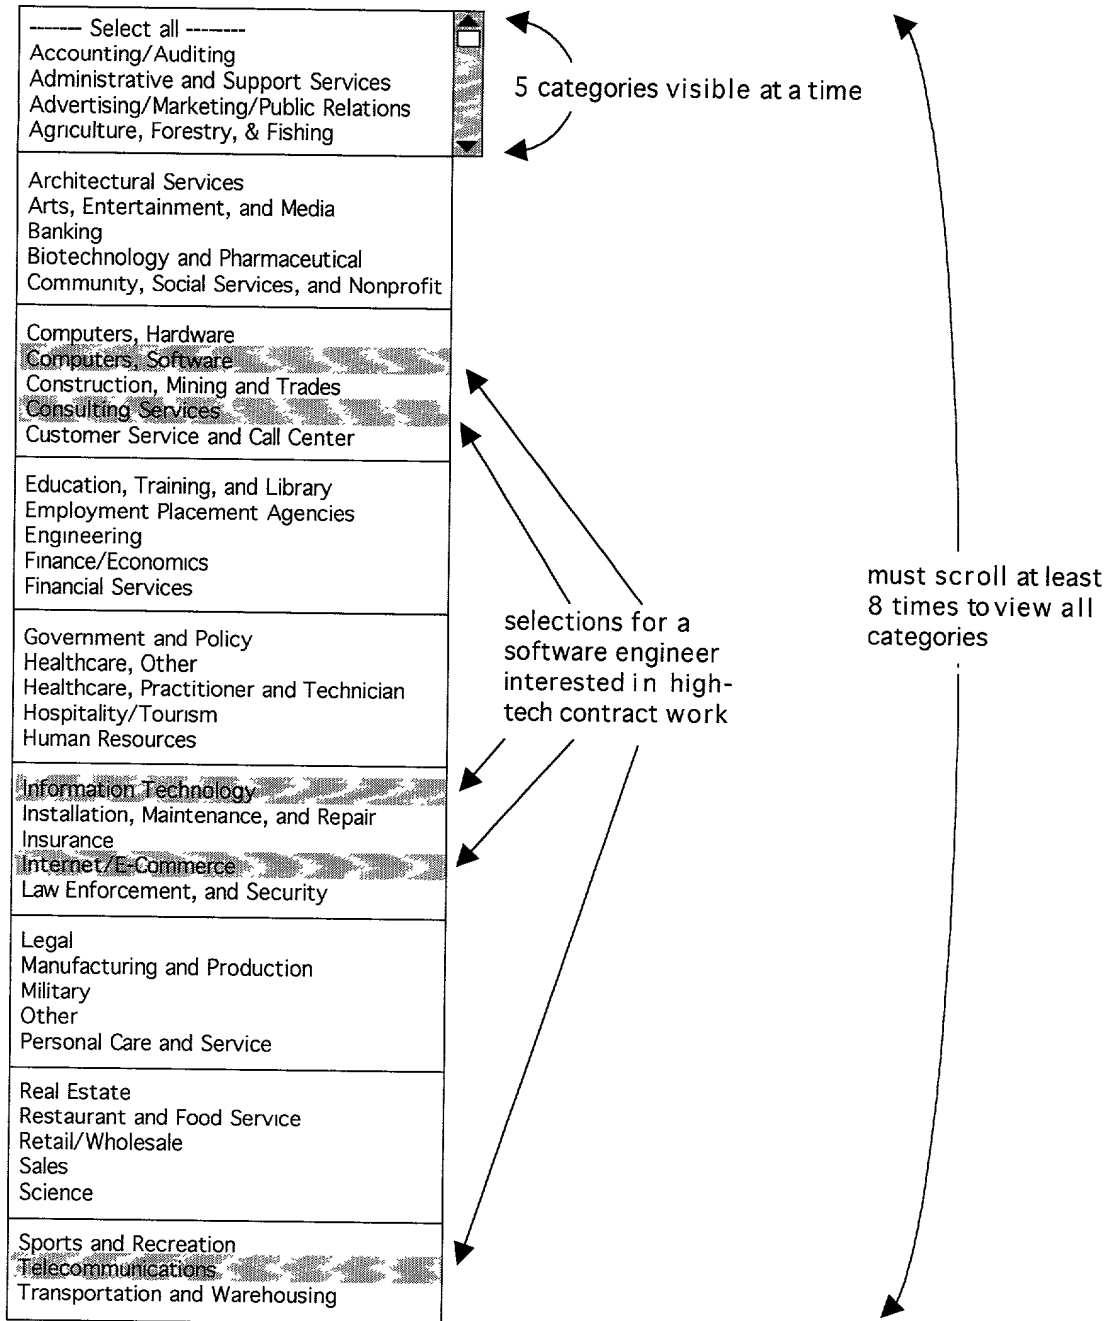 ------- Select all --------
Accounting/Auditing
Administrative and Support Services
Advertising/Marketing/Public Relations
Agriculture, Forestry, & Fishing
5 categories visible at a time
Architectural Services
Arts, Entertainment, and Media
Banking
Biotechnology and Pharmaceutical
Community, Social Services, and Nonprofit
Computers, Hardware
Computers, Software
Construction, Mining and Trades
Consulting Services
Customer Service and Call Center
Education, Training, and Library
Employment Placement Agencies
Engineering
Finance/Economics
Financial Services
Government and Policy
Healthcare, Other
Healthcare, Practitioner and Technician
Hospitality/Tourism
Human Resources
Information Technology
Installation, Maintenance, and Repair
Insurance
Internet/E-Commerce
Law Enforcement, and Security
Legal
Manufacturing and Production
Military
Other
Personal Care and Service
Real Estate
Restaurant and Food Service
Retail/Wholesale
Sales
Science
Sports and Recreation
Telecommunications
Transportation and Warehousing
selections for a
software engineer
interested in high-
tech contract work
must scroll at least
8 times to view all
categories